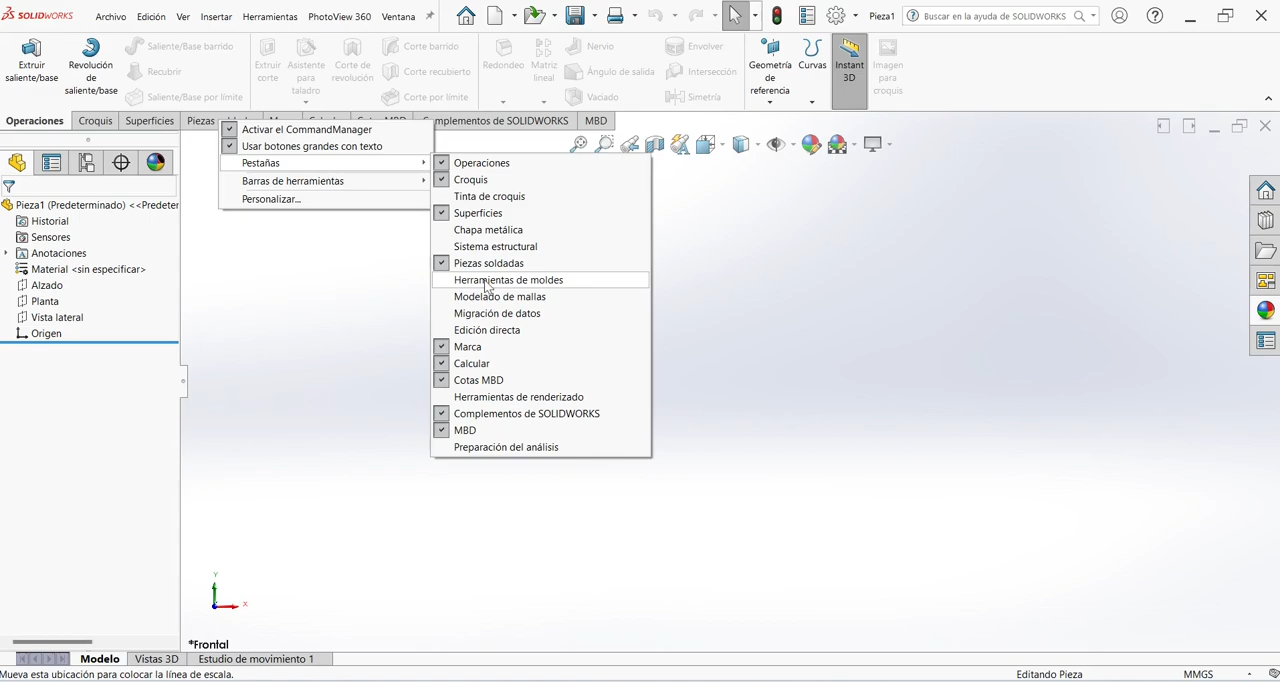 SOLIDWORKS Archivo Edición Ver Insertar Herramientas PhotoView 360 Ventana Pieza1 Buscar en la ayuda de SOLIDWORKS
Extruir saliente/base
Revolución de saliente/base
Saliente/Base barrido
Recubrir
Saliente/Base por límite
Extruir corte
Asistente para taladro
Corte de revolución
Corte barrido
Corte recubierto
Corte por límite
Redondeo
Matriz lineal
Nervio
Ángulo de salida
Vaciado
Envolver
Intersección
Simetría
Geometría de referencia
Curvas
Instant 3D
Imagen para croquis
Operaciones Croquis Superficies Piezas omplementos de SOLIDWORKS MBD
Activar el CommandManager
Usar botones grandes con texto
Pestañas
Barras de herramientas
Personalizar...
Operaciones
Croquis
Tinta de croquis
Superficies
Chapa metálica
Sistema estructural
Piezas soldadas
Herramientas de moldes
Modelado de mallas
Migración de datos
Edición directa
Marca
Calcular
Cotas MBD
Herramientas de renderizado
Complementos de SOLIDWORKS
MBD
Preparación del análisis
Pieza1 (Predeterminado) <<Predeter
Historial
Sensores
Anotaciones
Material <sin especificar>
Alzado
Planta
Vista lateral
Origen
Y
X
*Frontal
Modelo Vistas 3D Estudio de movimiento 1
Mueva esta ubicación para colocar la línea de escala. Editando Pieza MMGS